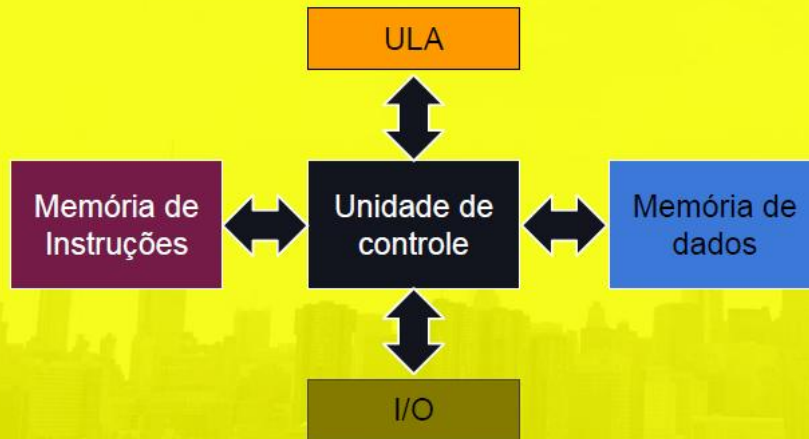 ULA
Memória de
Instruções
Unidade de
controle
Memória de
dados
I/O